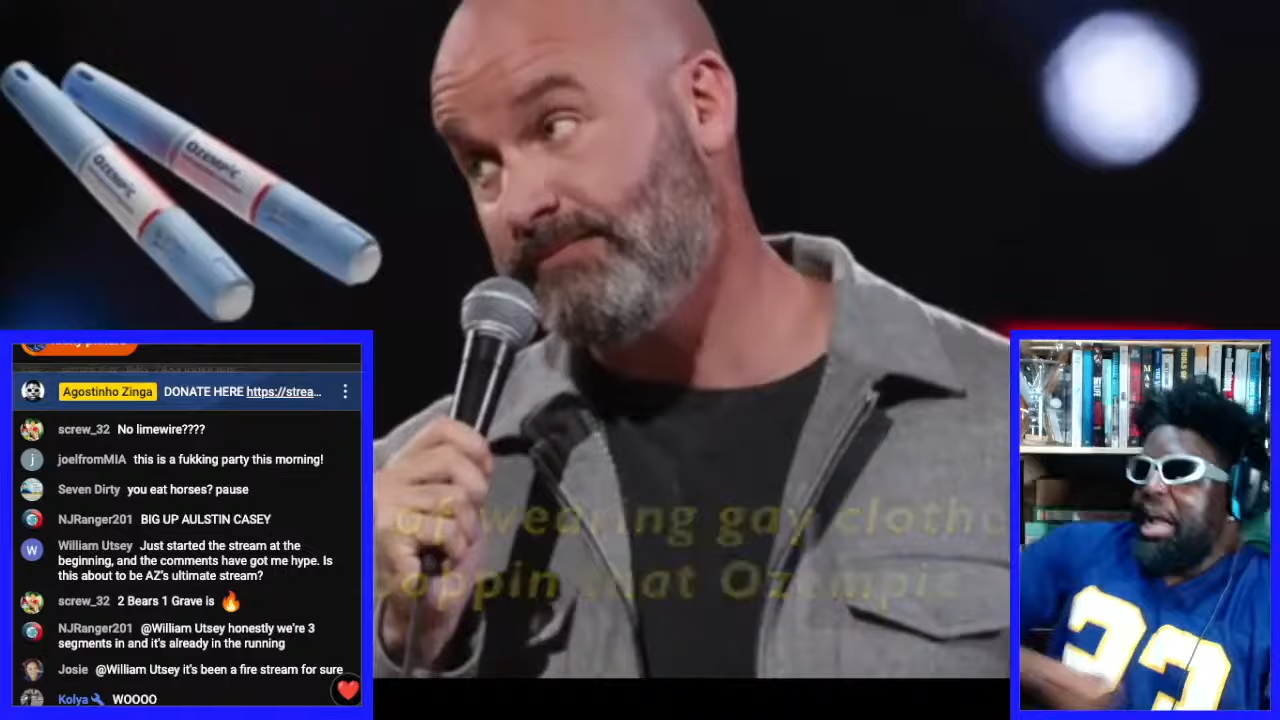 OZEMPIC
OZEMPIC
Agostinho Zinga DONATE HERE https://strea...
screw_32 No limewire????
joelfromMIA this is a fukking party this morning!
Seven Dirty you eat horses? pause
NJRanger201 BIG UP AULSTIN CASEY
William Utsey Just started the stream at the
beginning, and the comments have got me hype. Is
this about to be AZ's ultimate stream?
screw_32 2 Bears 1 Grave is 🔥
NJRanger201 @William Utsey honestly we're 3
segments in and it's already in the running
Josie @William Utsey it's been a fire stream for sure
Kolya WOOOO
of wearing gay clothe
poppin that Ozempic
23